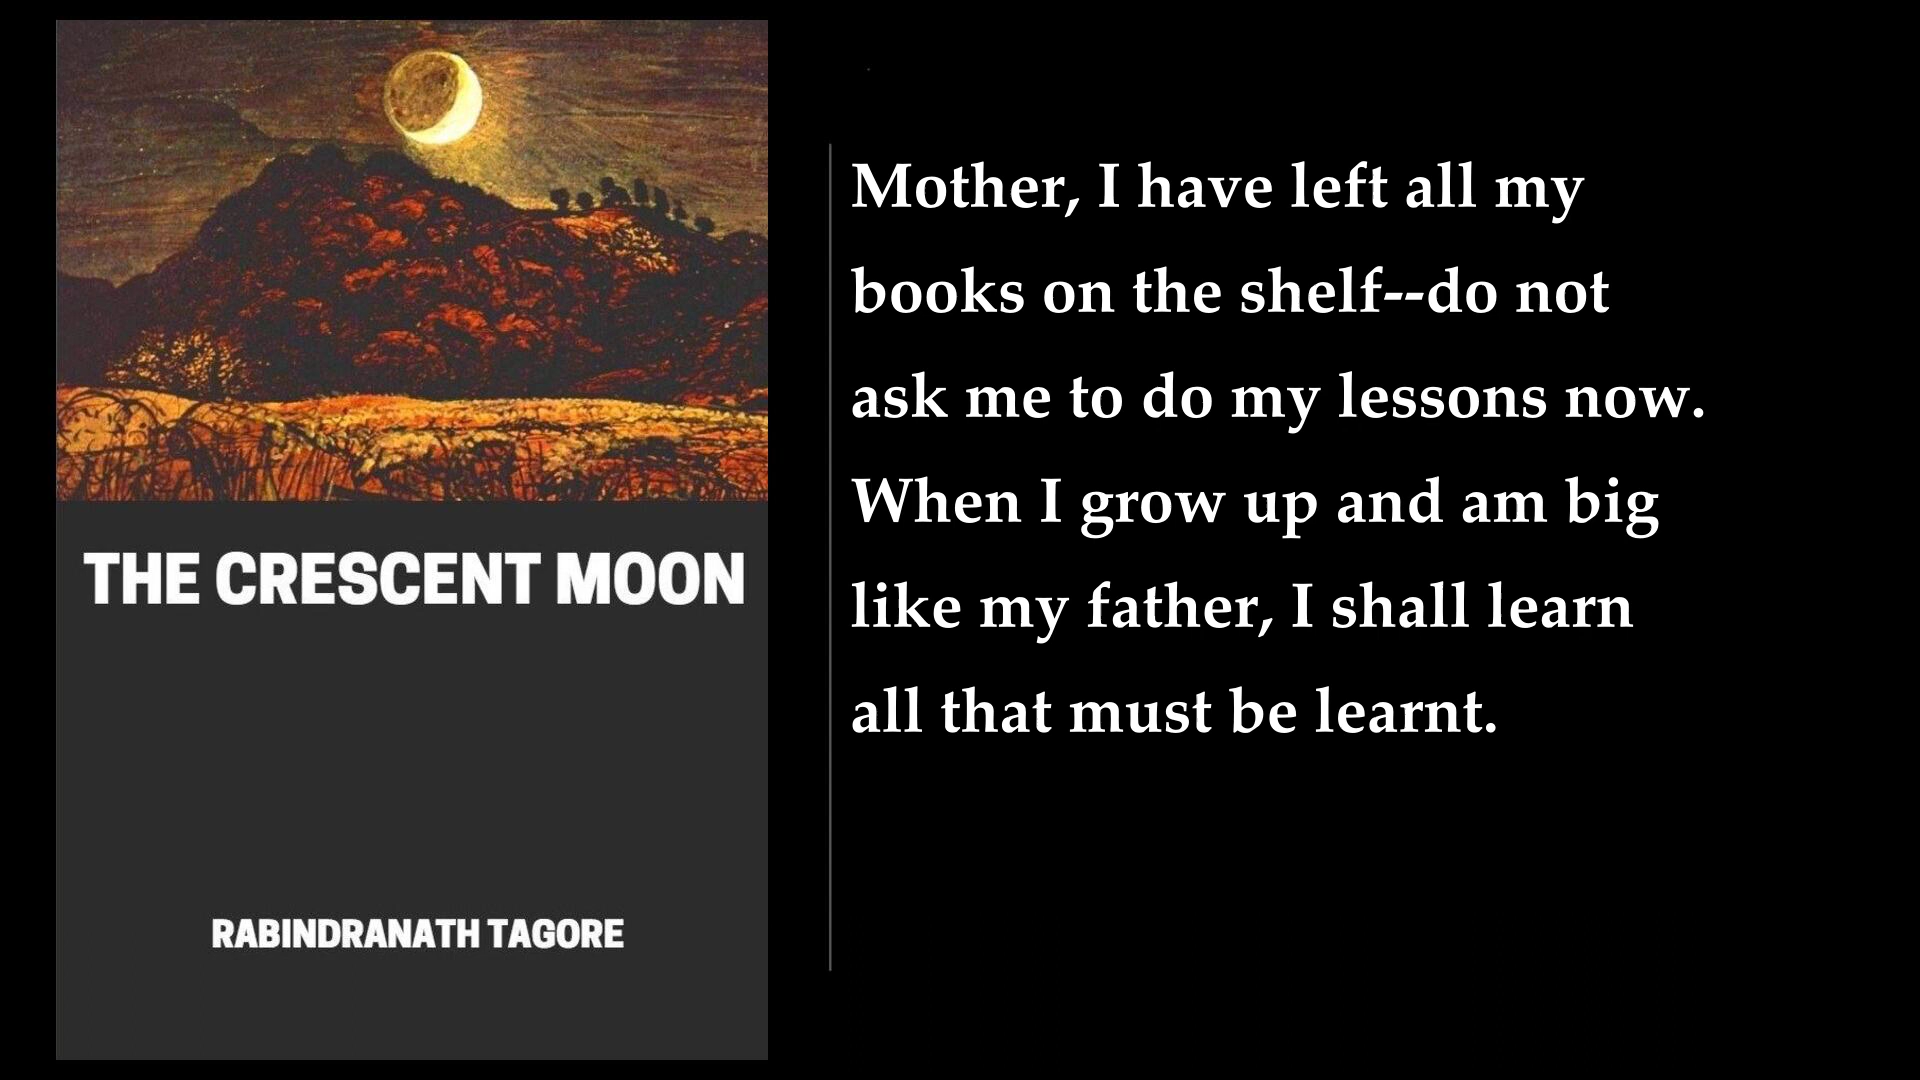 THE CRESCENT MOON
RABINDRANATH TAGORE
Mother, I have left all my
books on the shelf--do not
ask me to do my lessons now.
When I grow up and am big
like my father, I shall learn
all that must be learnt.